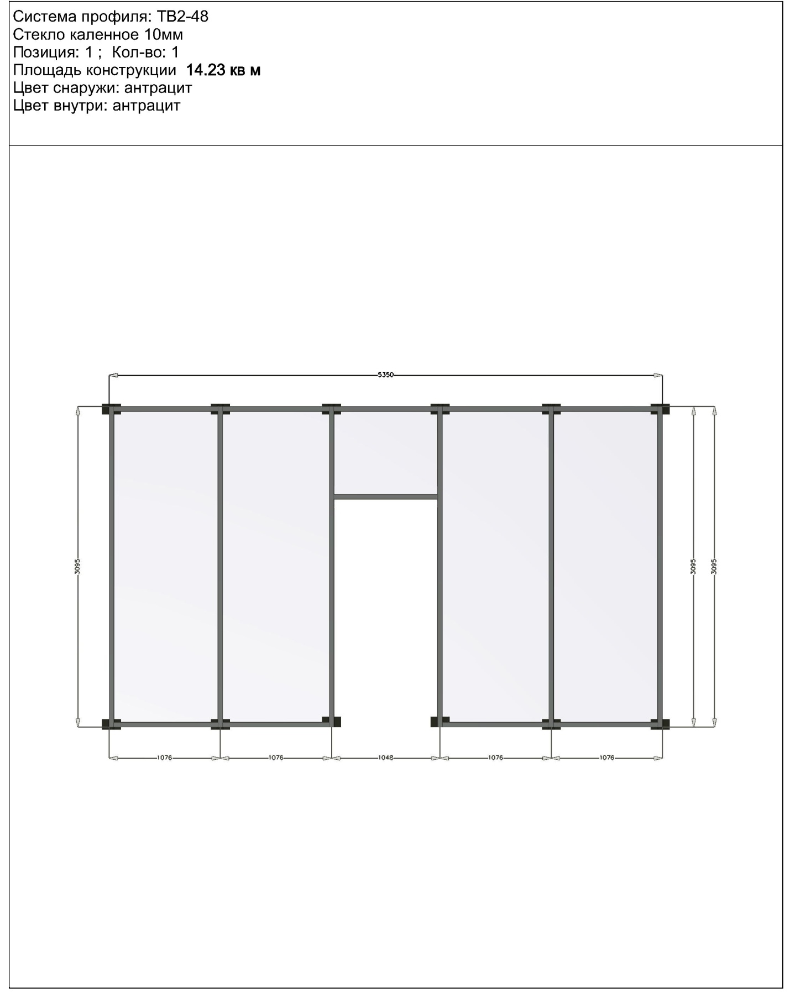 Система профиля: ТВ2-48
Стекло каленное 10мм
Позиция: 1 ; Кол-во: 1
Площадь конструкции 14.23 кв м
Цвет снаружи: антрацит
Цвет внутри: антрацит
5350
3095
3095
3095
1076
1076
1048
1076
1076